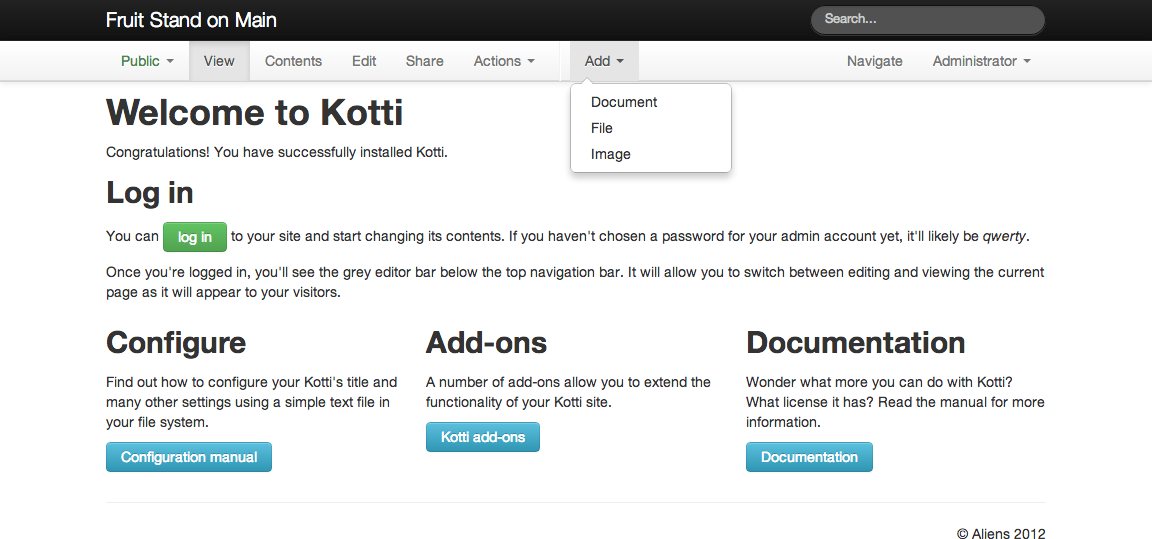 Fruit Stand on Main
Search...
Public View Contents Edit Share Actions Add Navigate Administrator
Document
File
Image
Welcome to Kotti
Congratulations! You have successfully installed Kotti.
Log in
You can log in to your site and start changing its contents. If you haven't chosen a password for your admin account yet, it'll likely be qwerty.
Once you're logged in, you'll see the grey editor bar below the top navigation bar. It will allow you to switch between editing and viewing the current
page as it will appear to your visitors.
Configure
Find out how to configure your Kotti's title and
many other settings using a simple text file in
your file system.
Configuration manual
Add-ons
A number of add-ons allow you to extend the
functionality of your Kotti site.
Kotti add-ons
Documentation
Wonder what more you can do with Kotti?
What license it has? Read the manual for more
information.
Documentation
© Aliens 2012